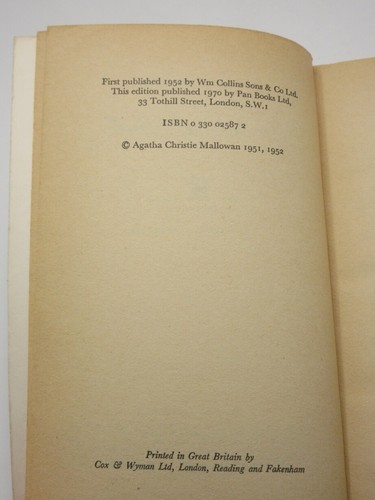 First published 1952 by Wm Collins Sons & Co Ltd.
This edition published 1970 by Pan Books Ltd,
33 Tothill Street, London, S.W.1
ISBN 0 330 02587 2
© Agatha Christie Mallowan 1951, 1952
Printed in Great Britain by
Cox & Wyman Ltd, London, Reading and Fakenham